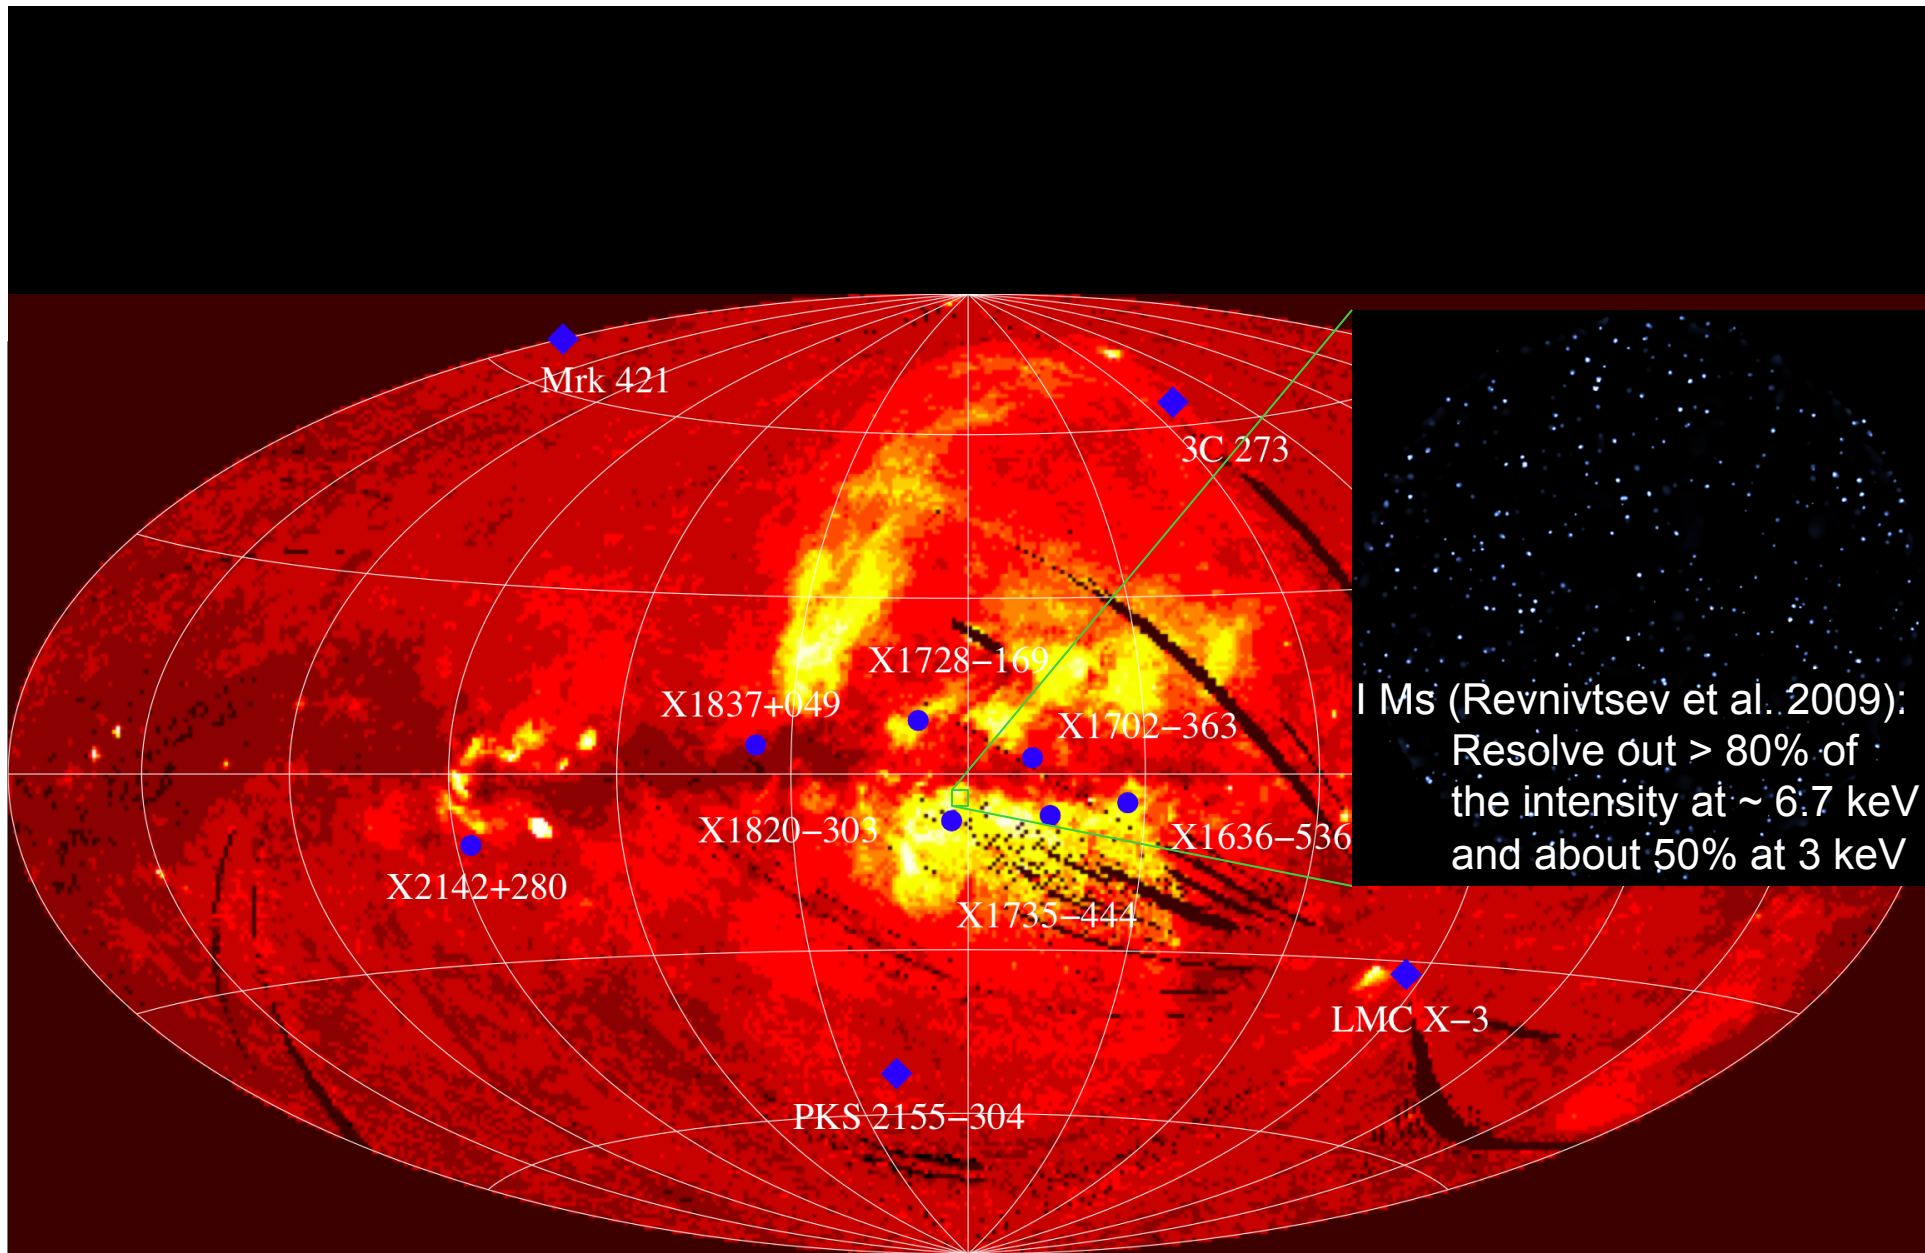 Mrk 421
3C 273
X1728−169
X1837+049
X1702−363
X1820−303
X1636−536
X2142+280
X1735−444
LMC X−3
PKS 2155−304
I Ms (Revnivtsev et al. 2009):
Resolve out > 80% of
the intensity at ~ 6.7 keV
and about 50% at 3 keV